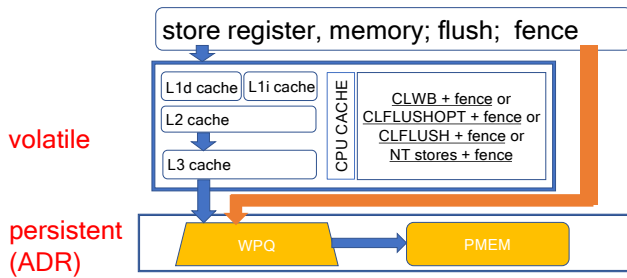 store register, memory; flush; fence
L1d cache
L1i cache
L2 cache
L3 cache
CPU CACHE
CLWB + fence or
CLFLUSHOPT + fence or
CLFLUSH + fence or
NT stores + fence
volatile
persistent
(ADR)
WPQ
PMEM